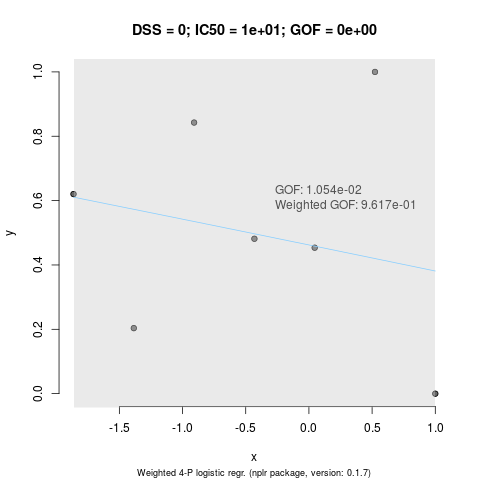 DSS = 0; IC50 = 1e+01; GOF = 0e+00
1.0
0.8
0.6
0.4
0.2
0.0
y
GOF: 1.054e-02
Weighted GOF: 9.617e-01
-1.5 -1.0 -0.5 0.0 0.5 1.0
x
Weighted 4-P logistic regr. (nplr package, version: 0.1.7)